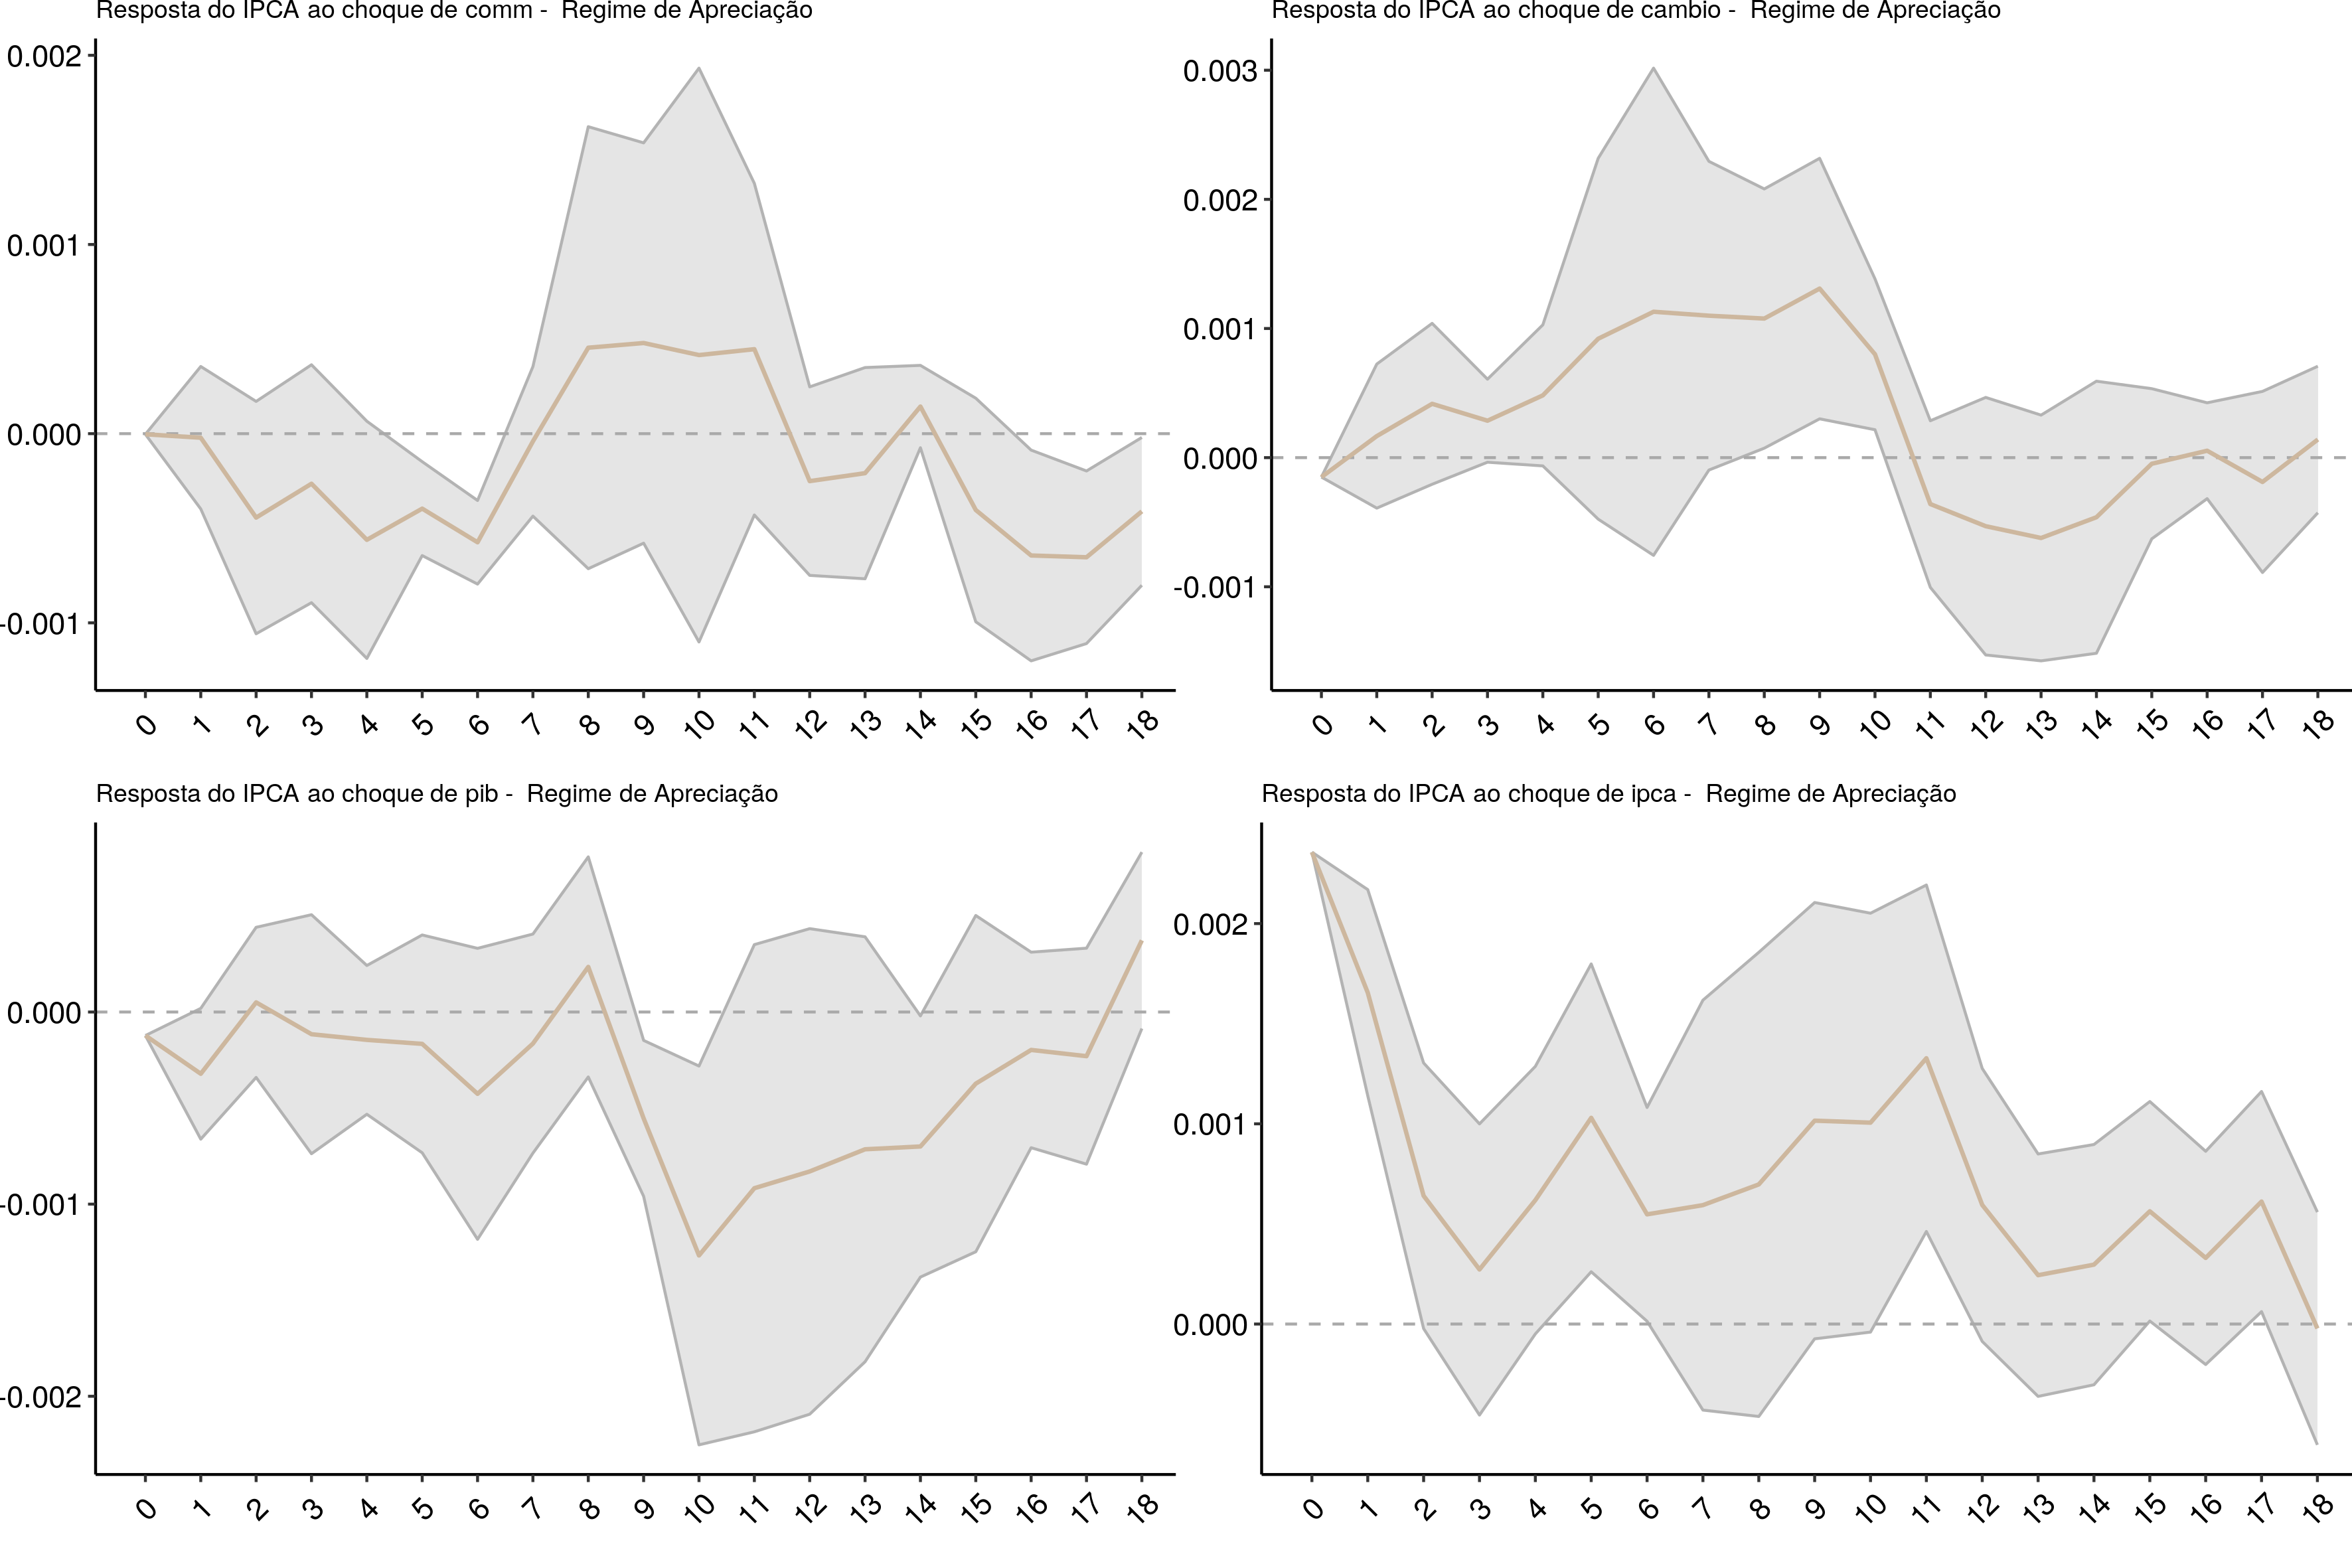 Resposta do IPCA ao choque de comm -  Regime de Apreciação
0.002
0.001
0.000
-0.001
0 1 2 3 4 5 6 7 8 9 10 11 12 13 14 15 16 17 18
Resposta do IPCA ao choque de cambio -  Regime de Apreciação
0.003
0.002
0.001
0.000
-0.001
0 1 2 3 4 5 6 7 8 9 10 11 12 13 14 15 16 17 18
Resposta do IPCA ao choque de pib -  Regime de Apreciação
0.000
-0.001
-0.002
0 1 2 3 4 5 6 7 8 9 10 11 12 13 14 15 16 17 18
Resposta do IPCA ao choque de ipca -  Regime de Apreciação
0.002
0.001
0.000
0 1 2 3 4 5 6 7 8 9 10 11 12 13 14 15 16 17 18